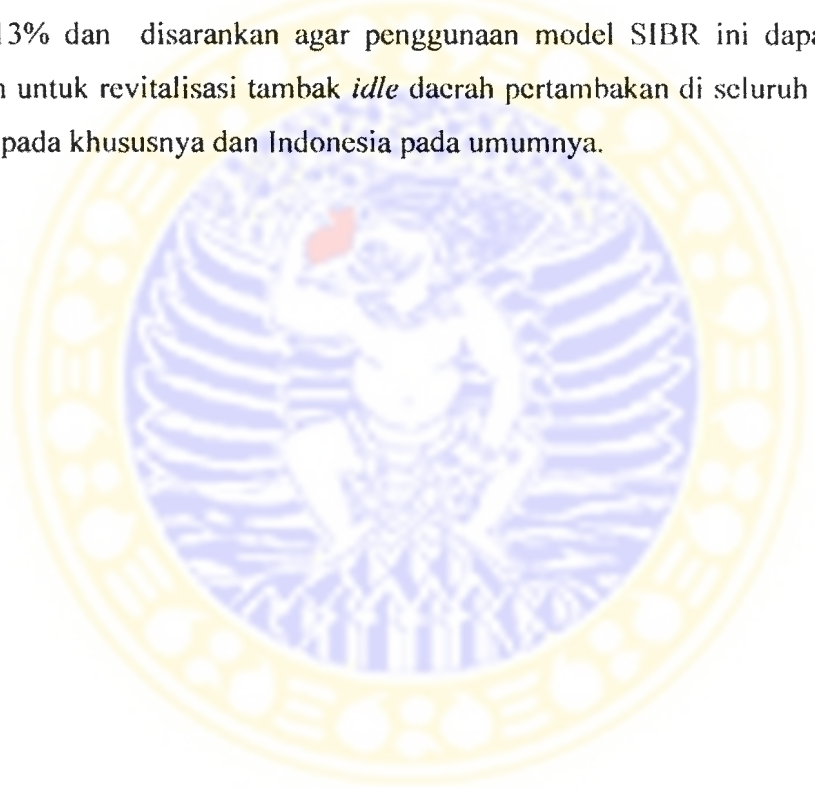 13% dan disarankan agar penggunaan model SIBR ini
untuk revitalisasi tambak idle daerah pertambakan di seluruh
pada khususnya dan Indonesia pada umumnya.